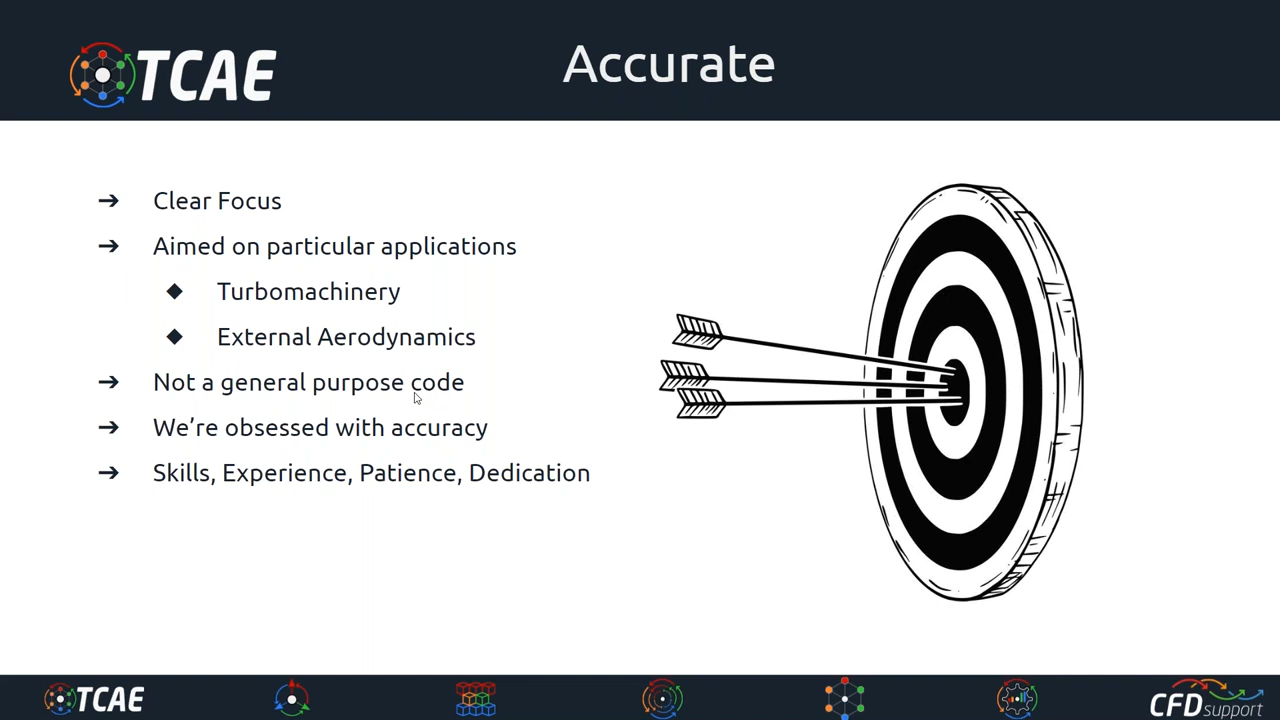 TCAE
Accurate
➔ Clear Focus
➔ Aimed on particular applications
◆ Turbomachinery
◆ External Aerodynamics
➔ Not a general purpose code
➔ We’re obsessed with accuracy
➔ Skills, Experience, Patience, Dedication
TCAE
CFD support